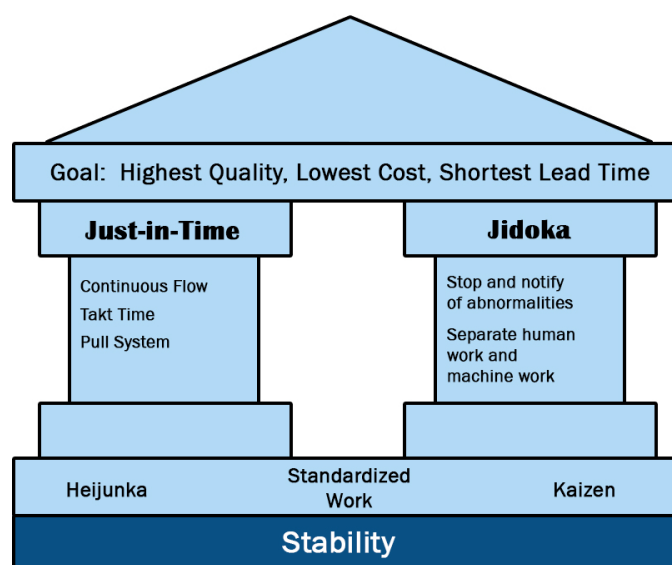 Goal: Highest Quality, Lowest Cost, Shortest Lead Time
Just-in-Time
Continuous Flow
Takt Time
Pull System
Jidoka
Stop and notify
of abnormalities
Separate human
work and
machine work
Heijunka
Standardized
Work
Kaizen
Stability